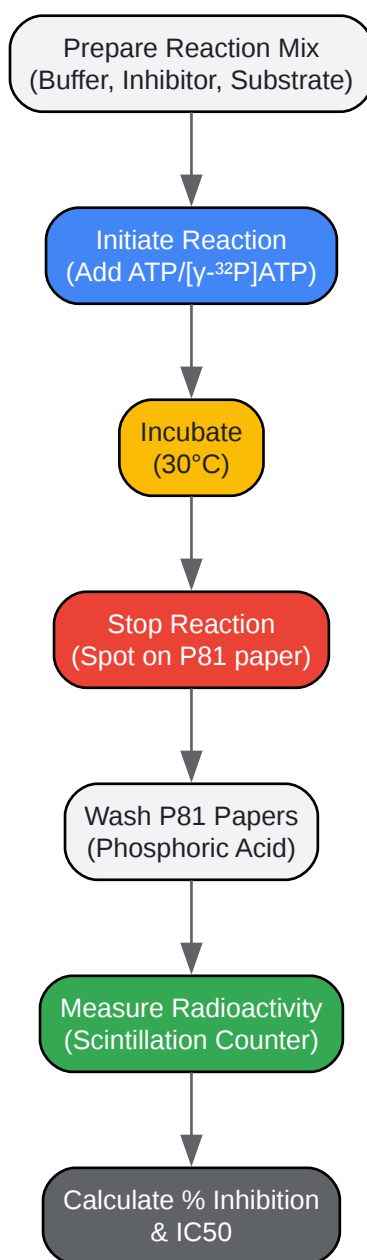 Prepare Reaction Mix
(Buffer, Inhibitor, Substrate)
Initiate Reaction
(Add ATP/[γ-³²P]ATP)
Incubate
(30°C)
Stop Reaction
(Spot on P81 paper)
Wash P81 Papers
(Phosphoric Acid)
Measure Radioactivity
(Scintillation Counter)
Calculate % Inhibition
& IC50